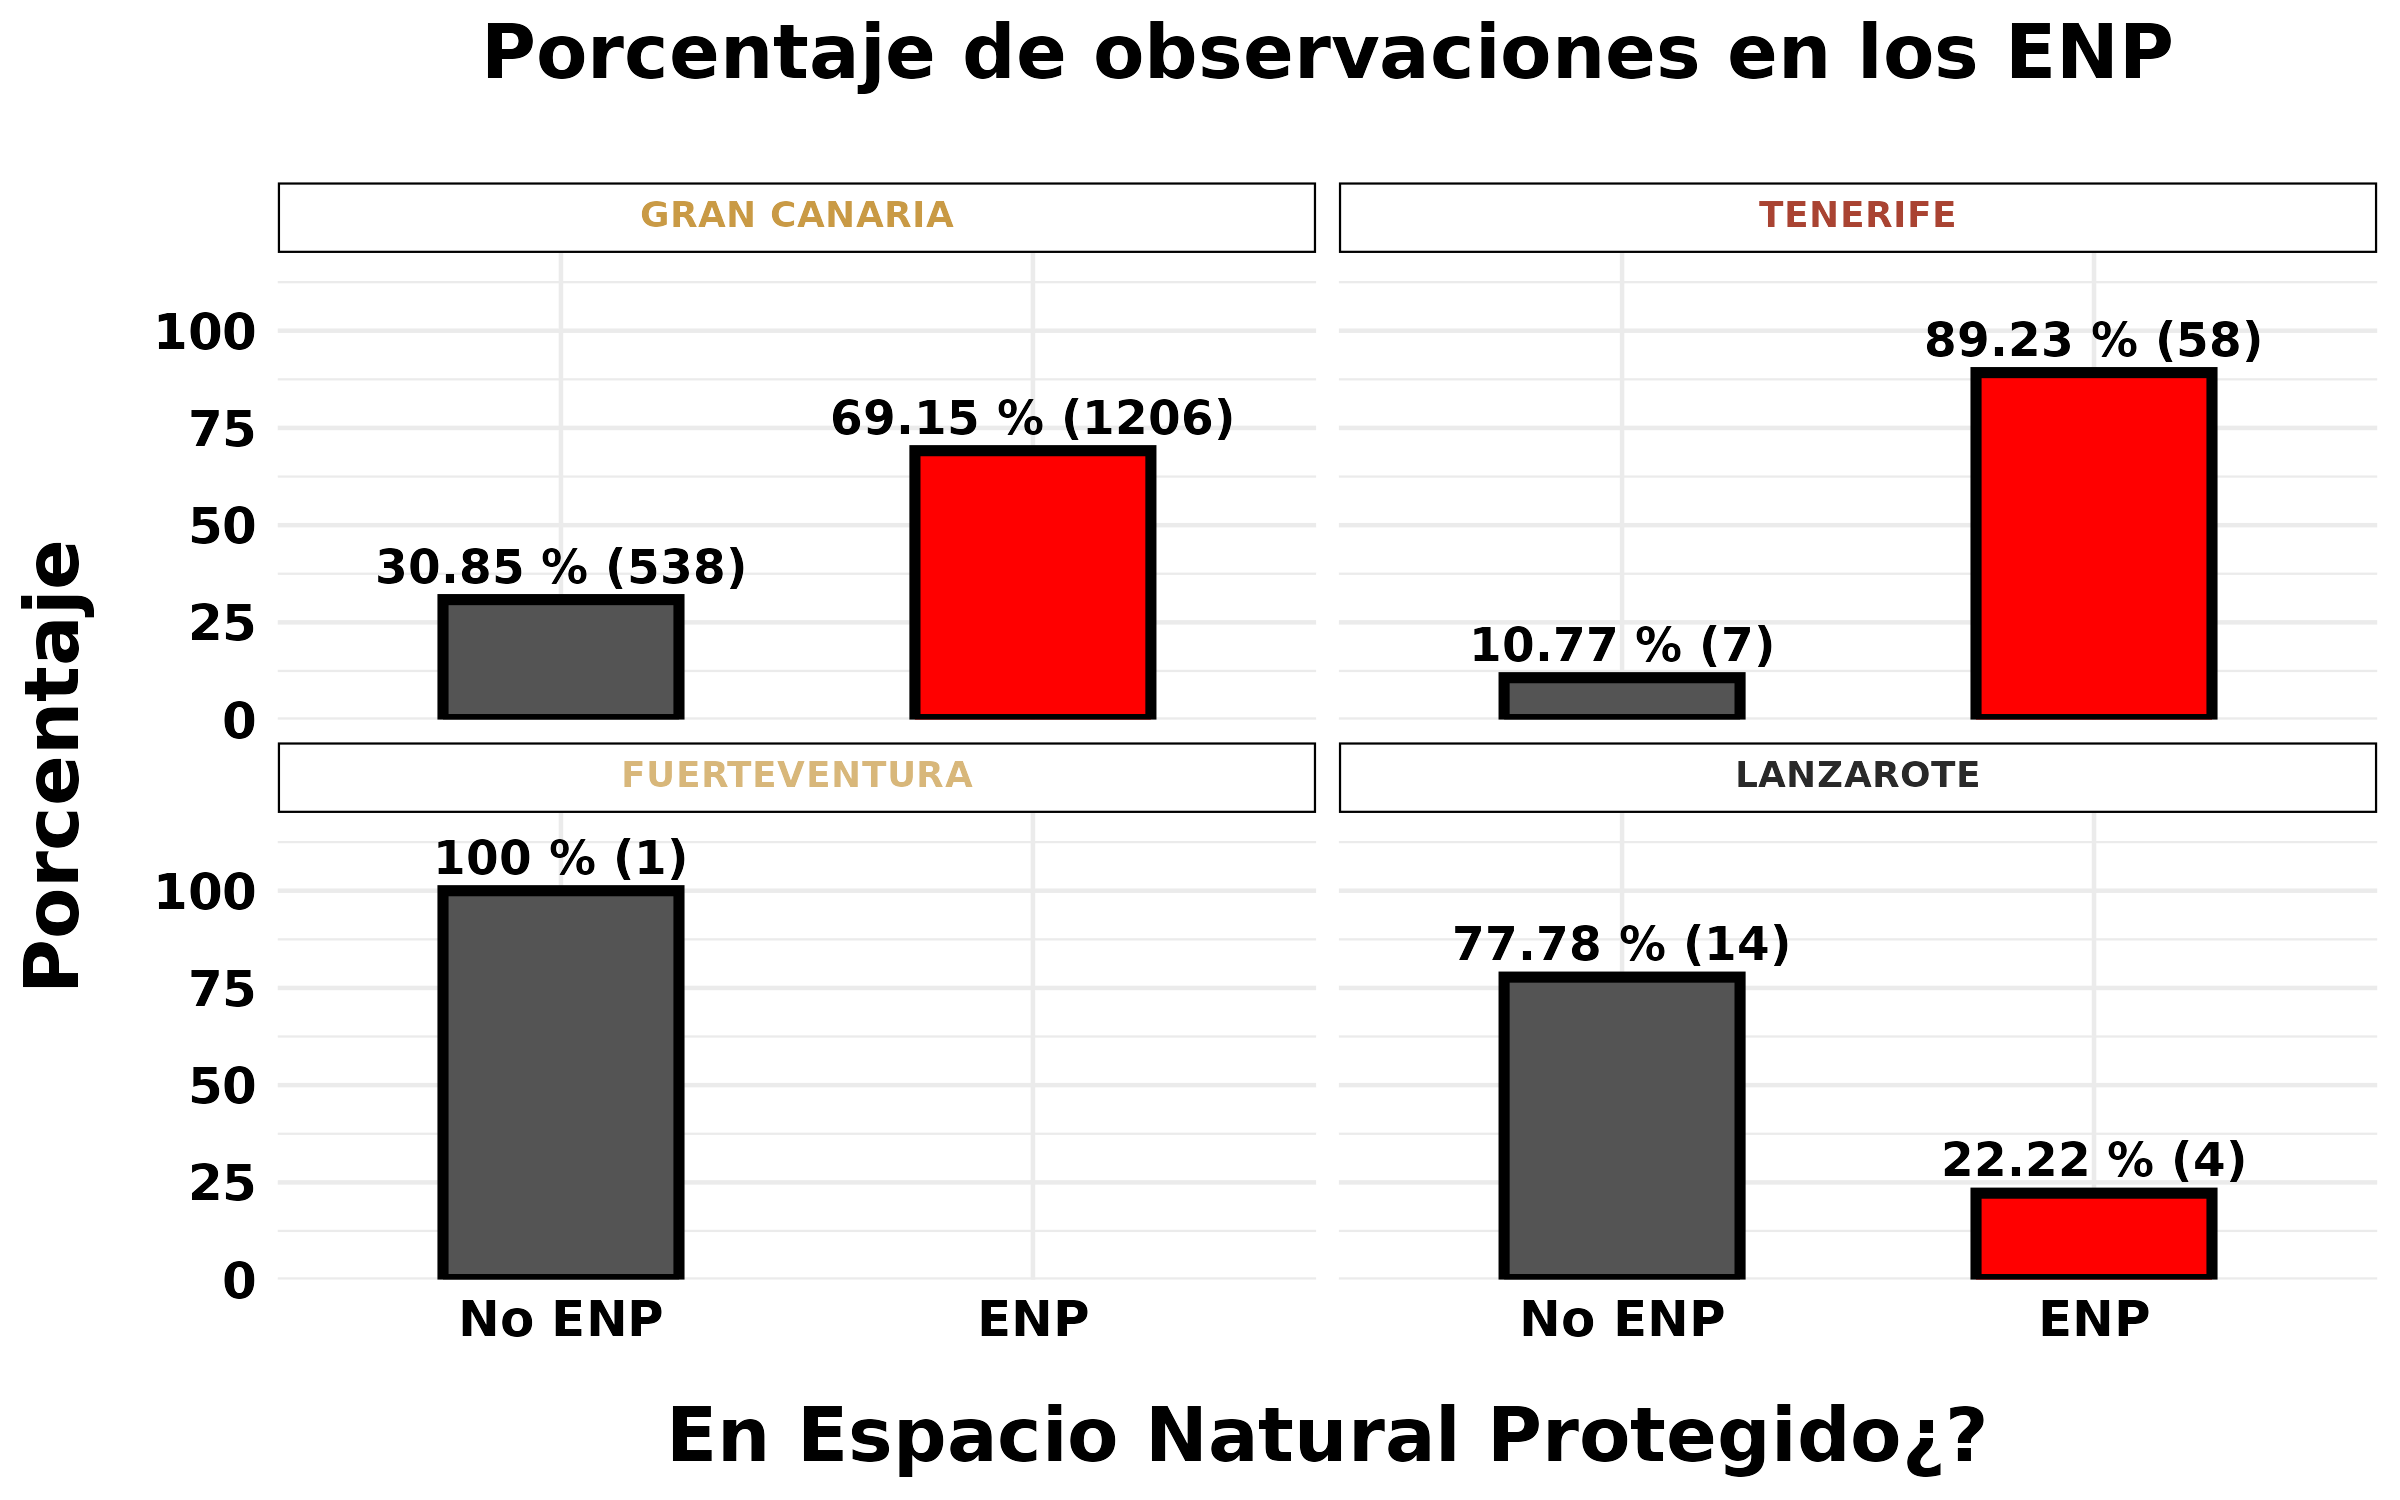 Porcentaje de observaciones en los ENP
Porcentaje
GRAN CANARIA
100
75
50
25
0
30.85 % (538)
69.15 % (1206)
TENERIFE
10.77 % (7)
89.23 % (58)
FUERTEVENTURA
100
75
50
25
0
100 % (1)
No ENP
ENP
LANZAROTE
77.78 % (14)
22.22 % (4)
No ENP
ENP
En Espacio Natural Protegido¿?